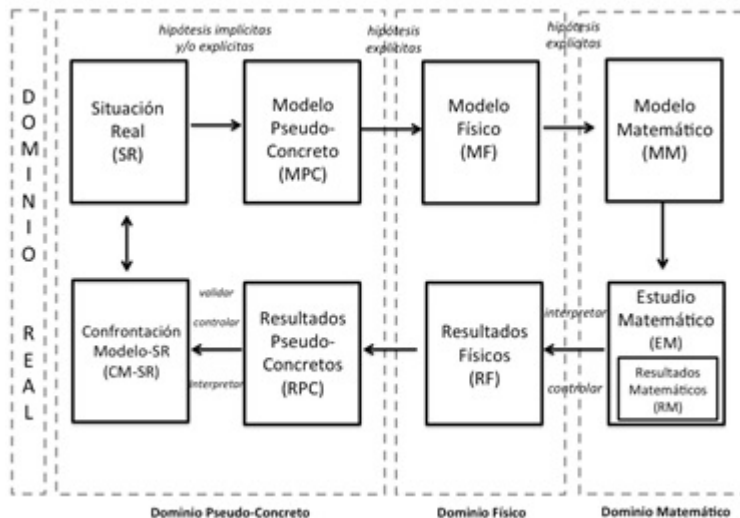 hipótesis implícitas
y/o explícitas
hipótesis
explícitas
hipótesis
explícitas
DOMINIO REAL
Situación
Real
(SR)
Modelo
Pseudo-
Concreto
(MPC)
Modelo
Físico
(MF)
Modelo
Matemático
(MM)
Confrontación
Modelo-SR
(CM-SR)
validar
controlar
Interpretar
Resultados
Pseudo-
Concretos
(RPC)
Resultados
Físicos
(RF)
interpretar
controlar
Estudio
Matemático
(EM)
Resultados
Matemáticos
(RM)
Dominio Pseudo-Concreto
Dominio Físico
Dominio Matemático